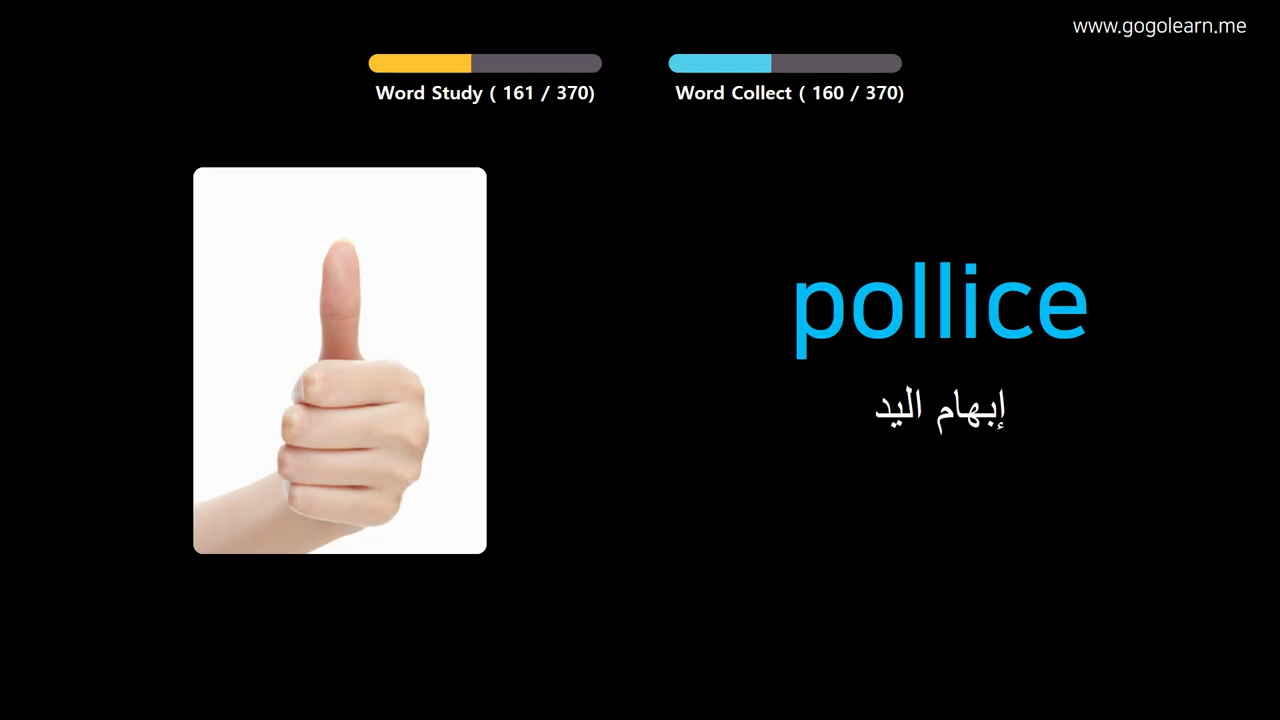 www.gogolearn.me
Word Study ( 161 / 370)
Word Collect ( 160 / 370)
pollice
إبهام اليد